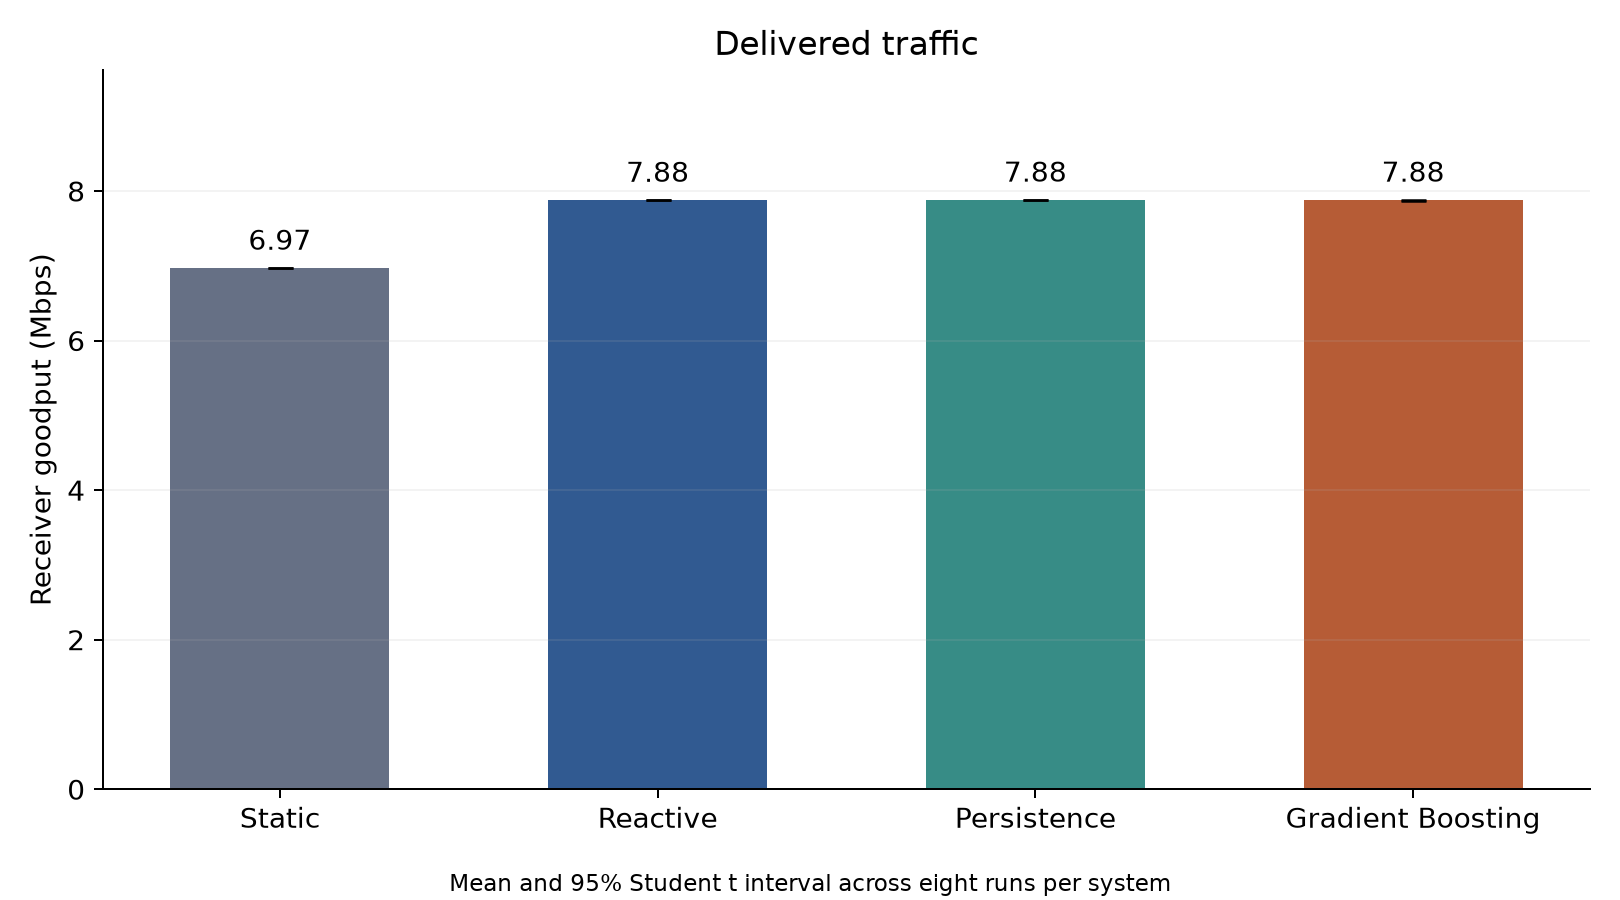 Delivered traffic
Receiver goodput (Mbps)
8
6
4
2
0
6.97
7.88
7.88
7.88
Static
Reactive
Persistence
Gradient Boosting
Mean and 95% Student t interval across eight runs per system